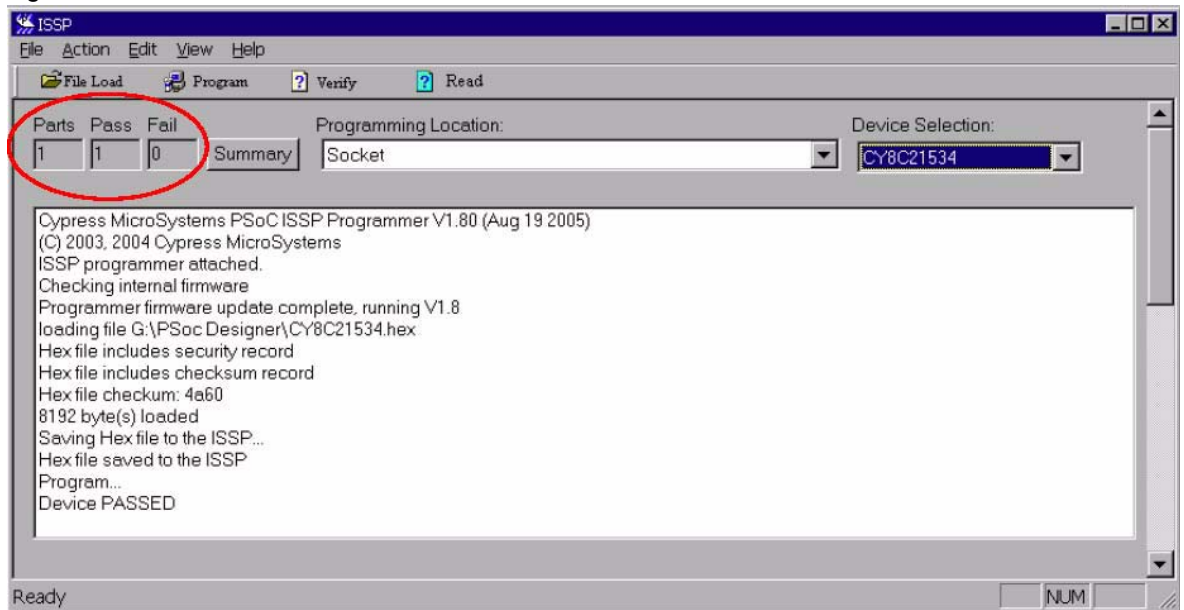 ISSP
File Action Edit View Help
File Load Program Verify Read
Parts Pass Fail Programming Location: Device Selection:
1 1 0 Summary Socket CY8C21534
Cypress MicroSystems PSoC ISSP Programmer V1.80 (Aug 19 2005)
(C) 2003, 2004 Cypress MicroSystems
ISSP programmer attached.
Checking internal firmware
Programmer firmware update complete, running V1.8
loading file G:\PSoc Designer\CY8C21534.hex
Hex file includes security record
Hex file includes checksum record
Hex file checkum: 4a60
8192 byte(s) loaded
Saving Hex file to the ISSP...
Hex file saved to the ISSP
Program...
Device PASSED
Ready NUM